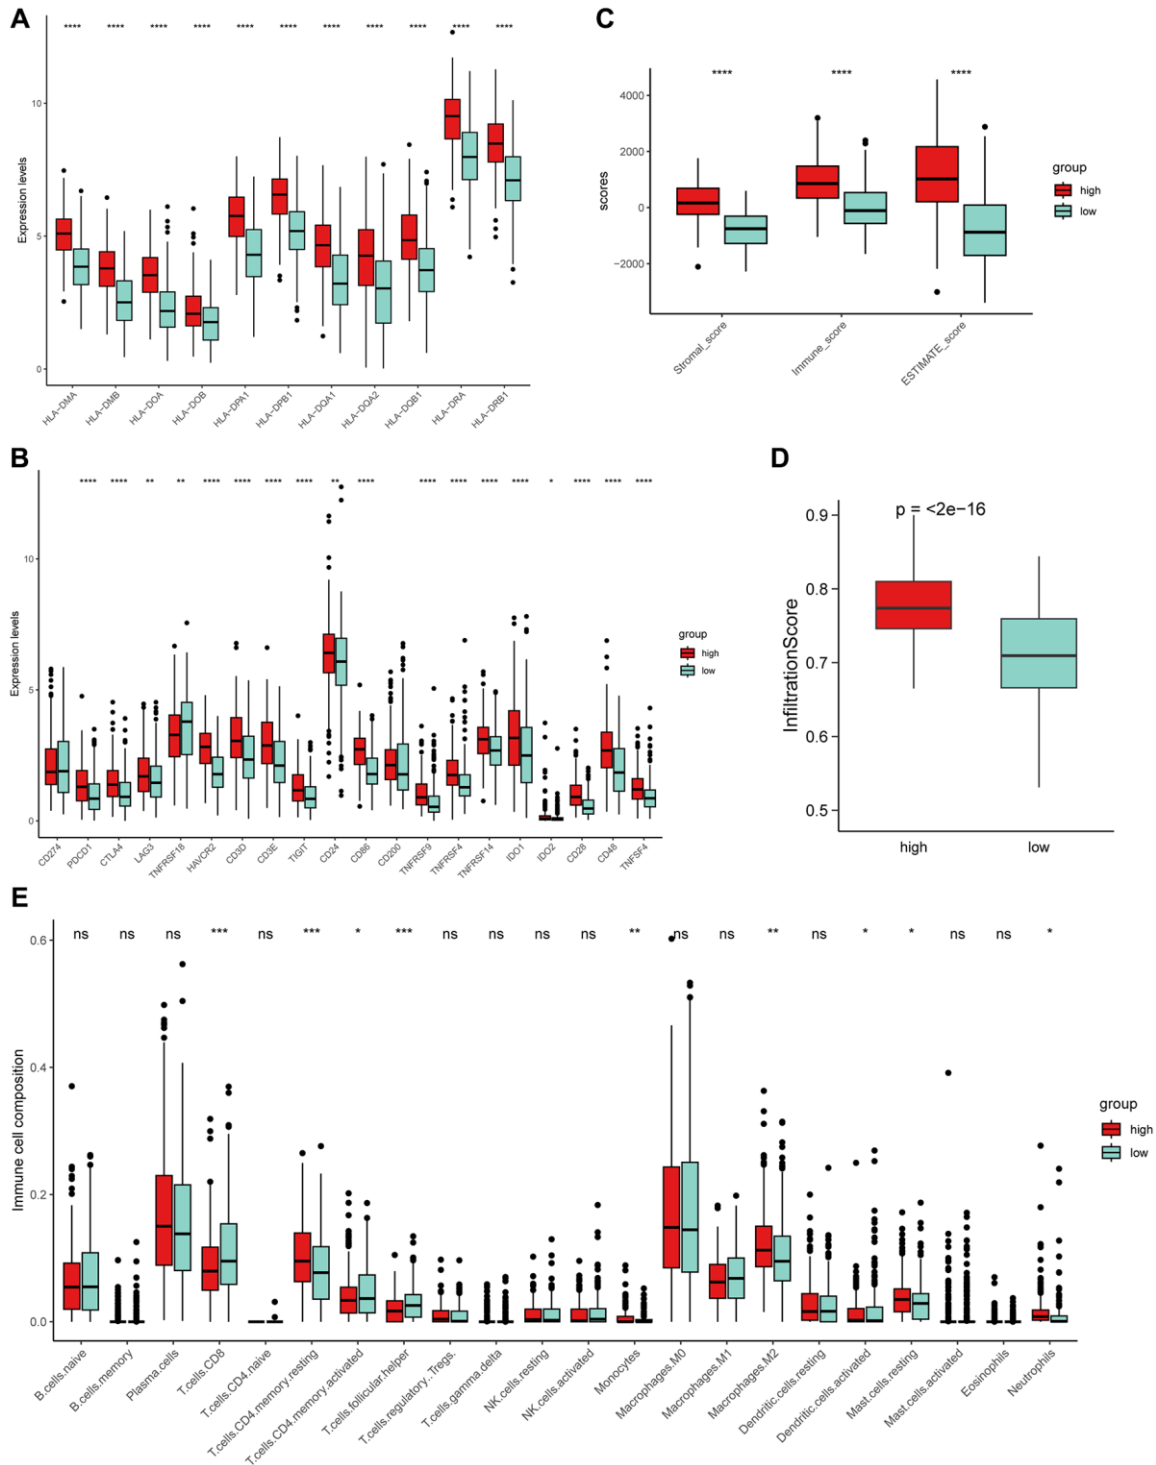 A
**** **** **** **** **** **** **** **** **** **** ****
Expression levels
10
5
0
HLA-DMA
HLA-DMB
HLA-DOA
HLA-DOB
HLA-DPA1
HLA-DPB1
HLA-DQA1
HLA-DQA2
HLA-DQB1
HLA-DRA
HLA-DRB1
C
**** **** ****
scores
4000
2000
0
−2000
Stromal_score
Immune_score
ESTIMATE_score
group
high
low
B
**** **** ** ** **** **** **** **** ** **** **** **** **** **** * **** **** ****
Expression levels
10
5
0
CD274
PDCD1
CTLA4
LAG3
TNFRSF18
HAVCR2
CD3D
CD3E
TIGIT
CD24
CD86
CD200
TNFRSF9
TNFRSF4
TNFRSF14
IDO1
IDO2
CD28
CD48
TNFSF4
group
high
low
D
p = <2e−16
InfiltrationScore
0.9
0.8
0.7
0.6
0.5
high low
E
ns ns ns *** ns *** * *** ns ns ns ns ** ns ns ** ns * * ns ns *
Immune cell composition
0.6
0.4
0.2
0.0
B.cells.naive
B.cells.memory
Plasma.cells
T.cells.CD8
T.cells.CD4.naive
T.cells.CD4.memory.resting
T.cells.CD4.memory.activated
T.cells.follicular.helper
T.cells.regulatory..Tregs.
T.cells.gamma.delta
NK.cells.resting
NK.cells.activated
Monocytes
Macrophages.M0
Macrophages.M1
Macrophages.M2
Dendritic.cells.resting
Dendritic.cells.activated
Mast.cells.resting
Mast.cells.activated
Eosinophils
Neutrophils
group
high
low